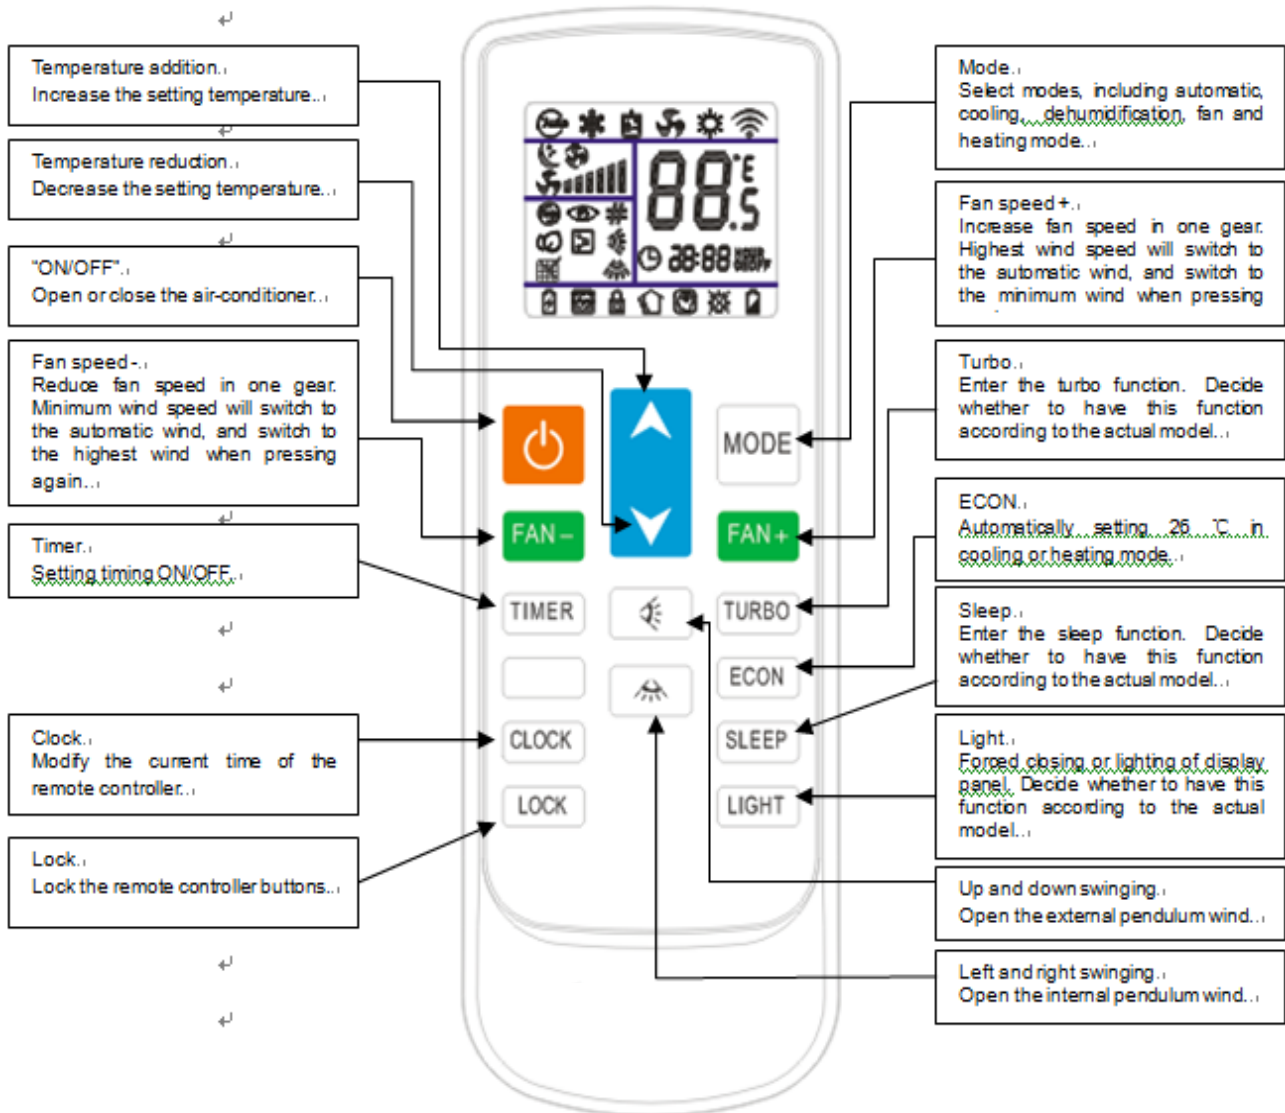 Temperature addition.
Increase the setting temperature..
Temperature reduction.
Decrease the setting temperature..
"ON/OFF".
Open or close the air-conditioner..
Fan speed -.
Reduce fan speed in one gear.
Minimum wind speed will switch to
the automatic wind, and switch to
the highest wind when pressing
again..
Timer.
Setting timing ON/OFF.
Clock.
Modify the current time of the
remote controller..
Lock.
Lock the remote controller buttons..
88.5
28:88
MODE
FAN−
FAN+
TIMER
TURBO
ECON
CLOCK
SLEEP
LOCK
LIGHT
Mode.
Select modes, including automatic,
cooling, dehumidification, fan and
heating mode..
Fan speed +.
Increase fan speed in one gear.
Highest wind speed will switch to
the automatic wind, and switch to
the minimum wind when pressing
Turbo.
Enter the turbo function. Decide
whether to have this function
according to the actual model..
ECON.
Automatically setting 26 ℃ in
cooling or heating mode..
Sleep.
Enter the sleep function. Decide
whether to have this function
according to the actual model..
Light.
Forced closing or lighting of display
panel. Decide whether to have this
function according to the actual
model..
Up and down swinging.
Open the external pendulum wind..
Left and right swinging.
Open the internal pendulum wind..